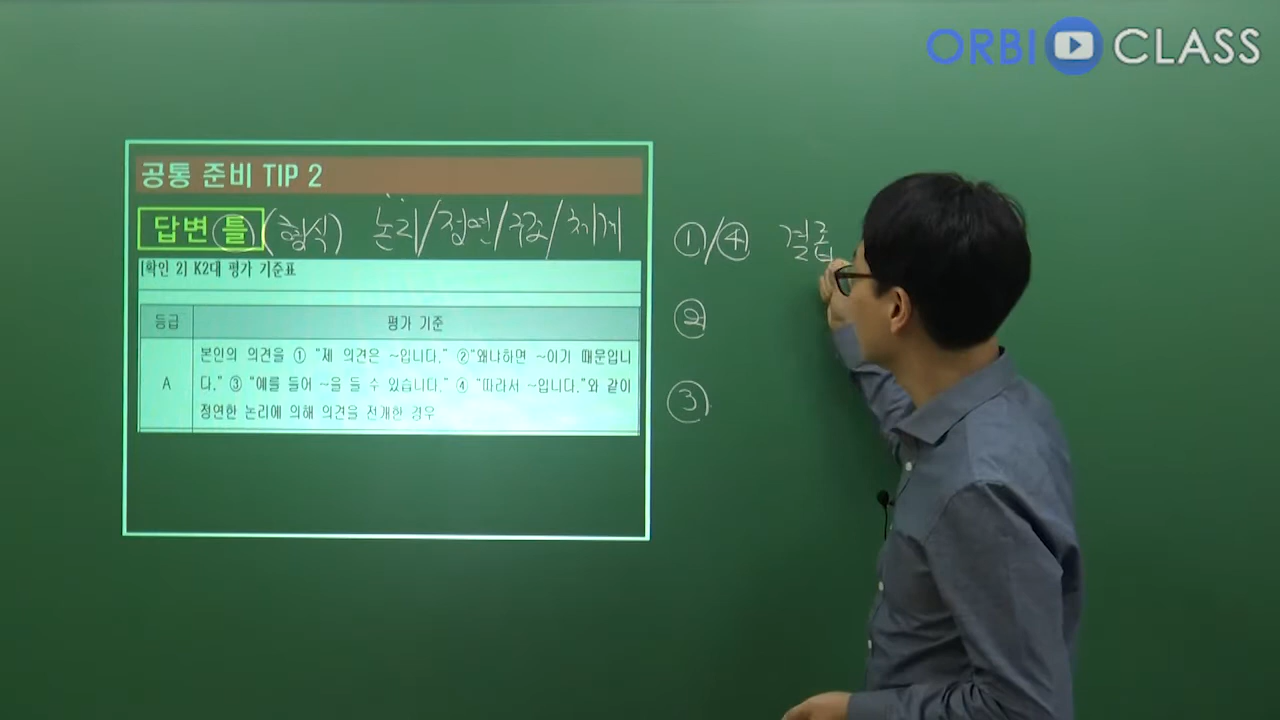 ORBI CLASS
공통 준비 TIP 2
답변 틀 (형식) 논리/정연/구조/체계
[확인 2] K2대 평가 기준표
등급 평가 기준
A
본인의 의견을 ① "제 의견은 ~입니다." ②"왜냐하면 ~이기 때문입니
다." ③ "예를 들어 ~을 들 수 있습니다." ④ "따라서 ~입니다."와 같이
정연한 논리에 의해 의견을 전개한 경우
①/④ 결론
②
③